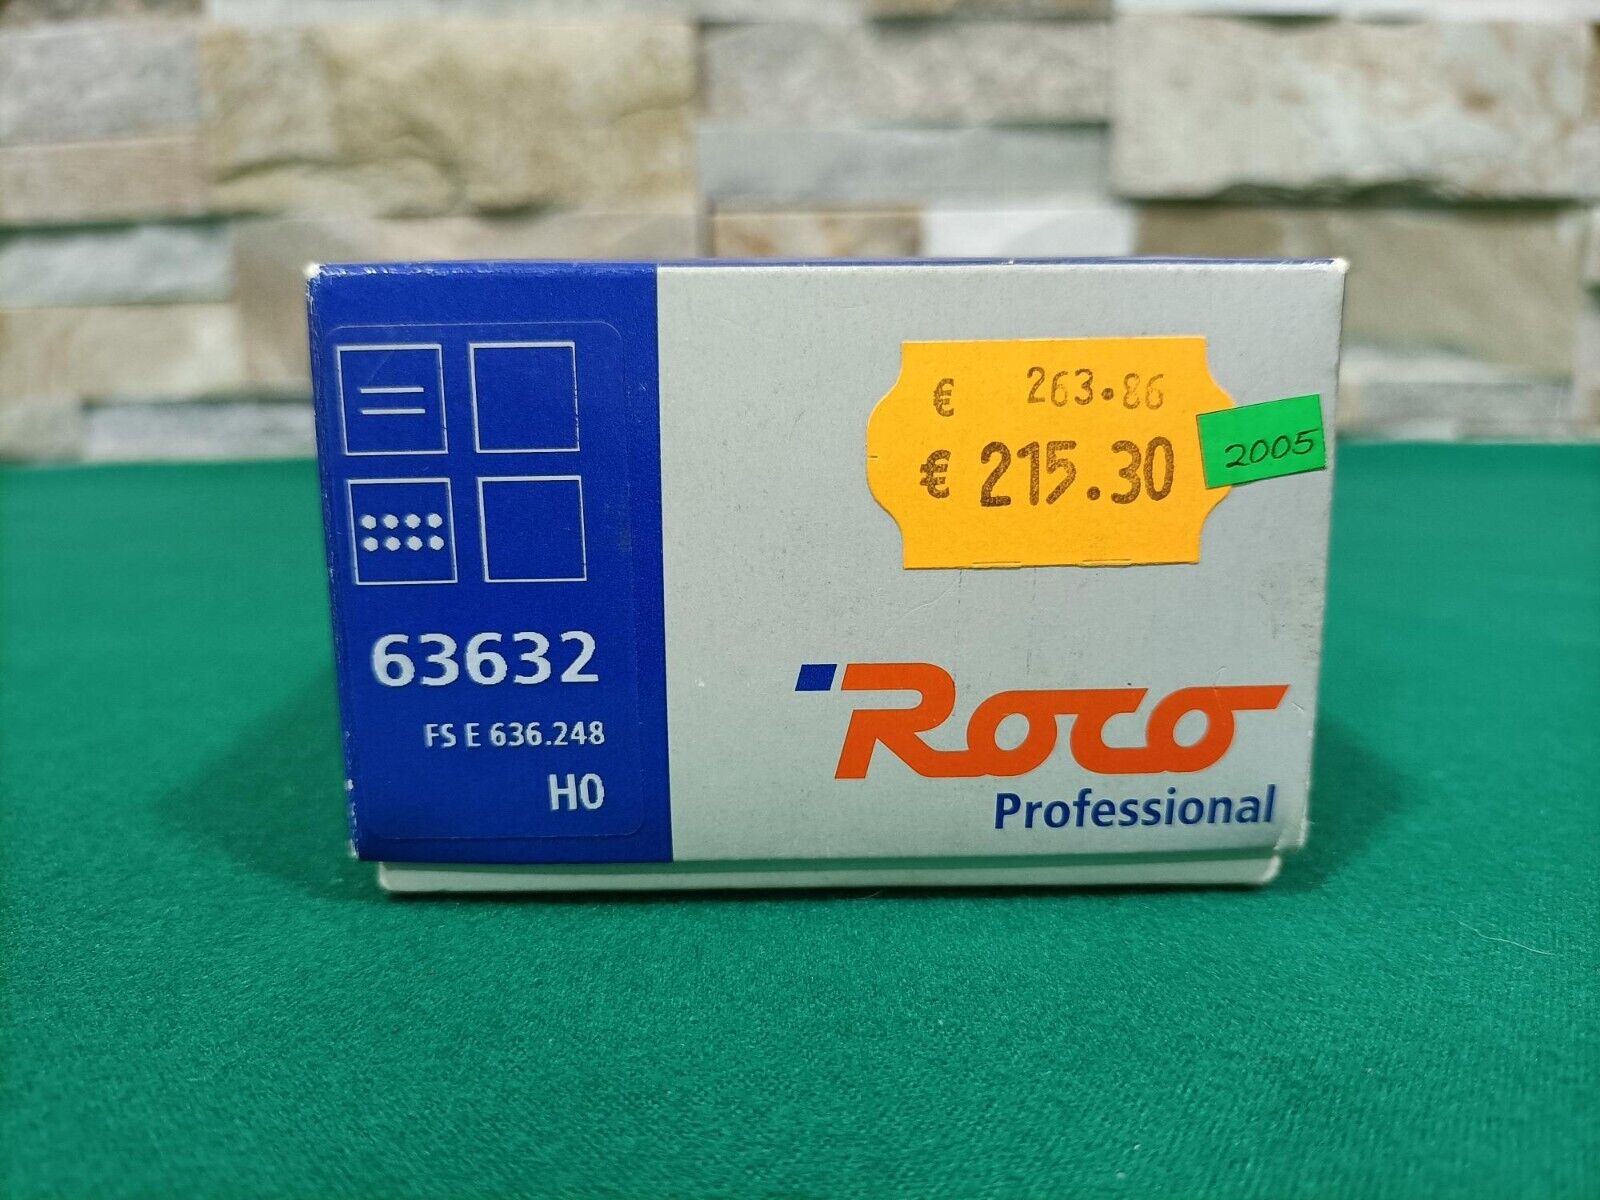 63632
FS E 636.248
H0
€ 263.86
€ 215.30
2005
Roco
Professional